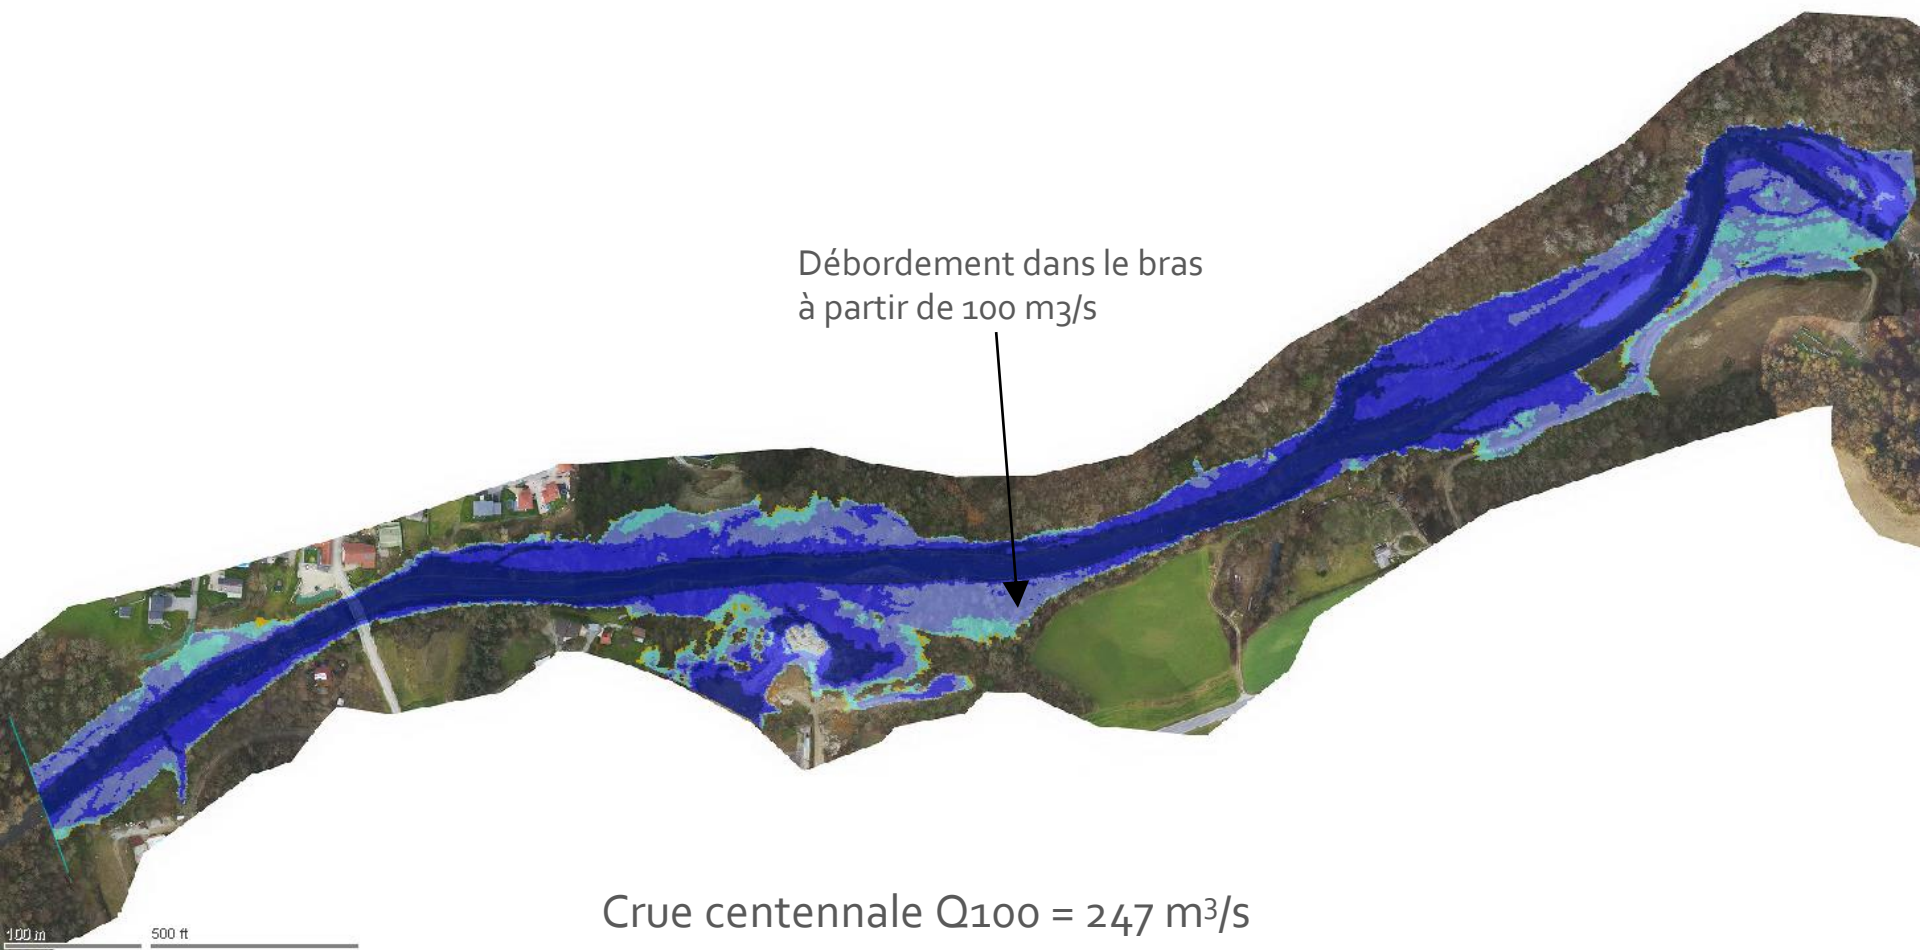 Débordement dans le bras
à partir de 100 m3/s
Crue centennale Q100 = 247 m³/s
100 m
500 ft